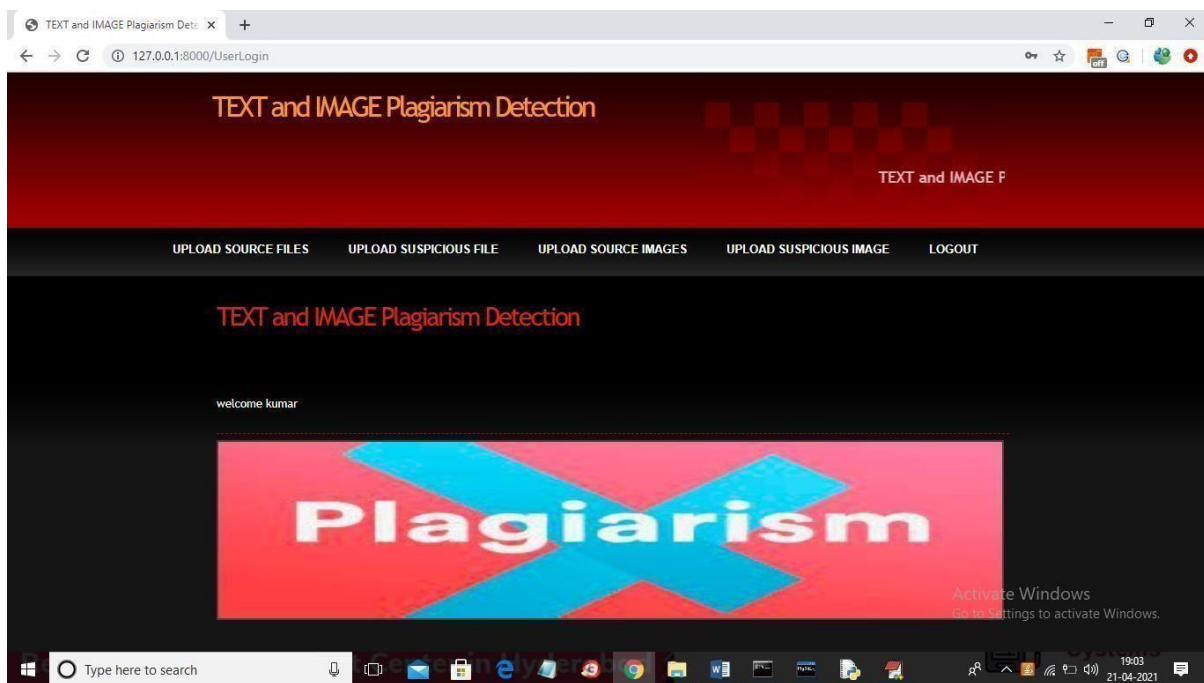 TEXT and IMAGE Plagiarism Dete
127.0.0.1:8000/UserLogin
off
TEXT and IMAGE Plagiarism Detection
TEXT and IMAGE P
UPLOAD SOURCE FILES UPLOAD SUSPICIOUS FILE UPLOAD SOURCE IMAGES UPLOAD SUSPICIOUS IMAGE LOGOUT
TEXT and IMAGE Plagiarism Detection
welcome kumar
Plagiarism
Activate Windows
Go to Settings to activate Windows.
Type here to search
19:03
21-04-2021